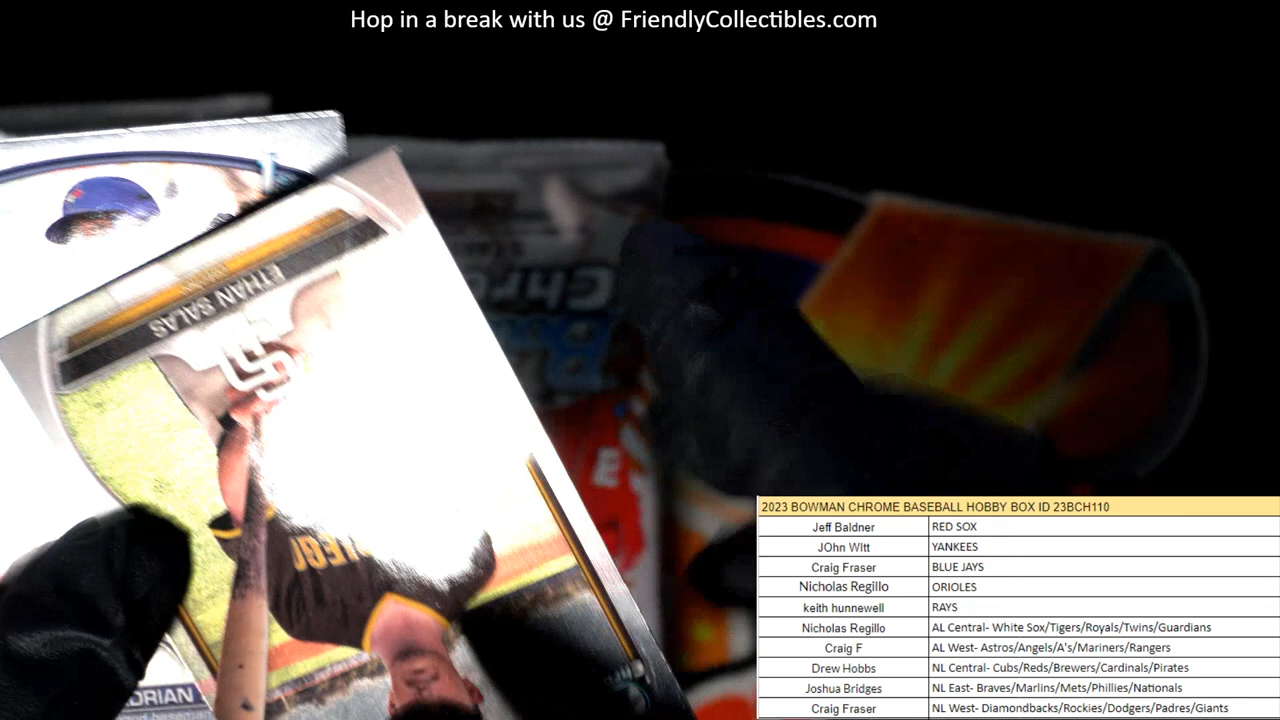 Hop in a break with us @ FriendlyCollectibles.com
Chro
ETHAN SALAS
SD
IEGO
E
DRIAN
2023 BOWMAN CHROME BASEBALL HOBBY BOX ID 23BCH110
Jeff Baldner RED SOX
JOhn WItt YANKEES
Craig Fraser BLUE JAYS
Nicholas Regillo ORIOLES
keith hunnewell RAYS
Nicholas Regillo AL Central- White Sox/Tigers/Royals/Twins/Guardians
Craig F AL West- Astros/Angels/A's/Mariners/Rangers
Drew Hobbs NL Central- Cubs/Reds/Brewers/Cardinals/Pirates
Joshua Bridges NL East- Braves/Marlins/Mets/Phillies/Nationals
Craig Fraser NL West- Diamondbacks/Rockies/Dodgers/Padres/Giants